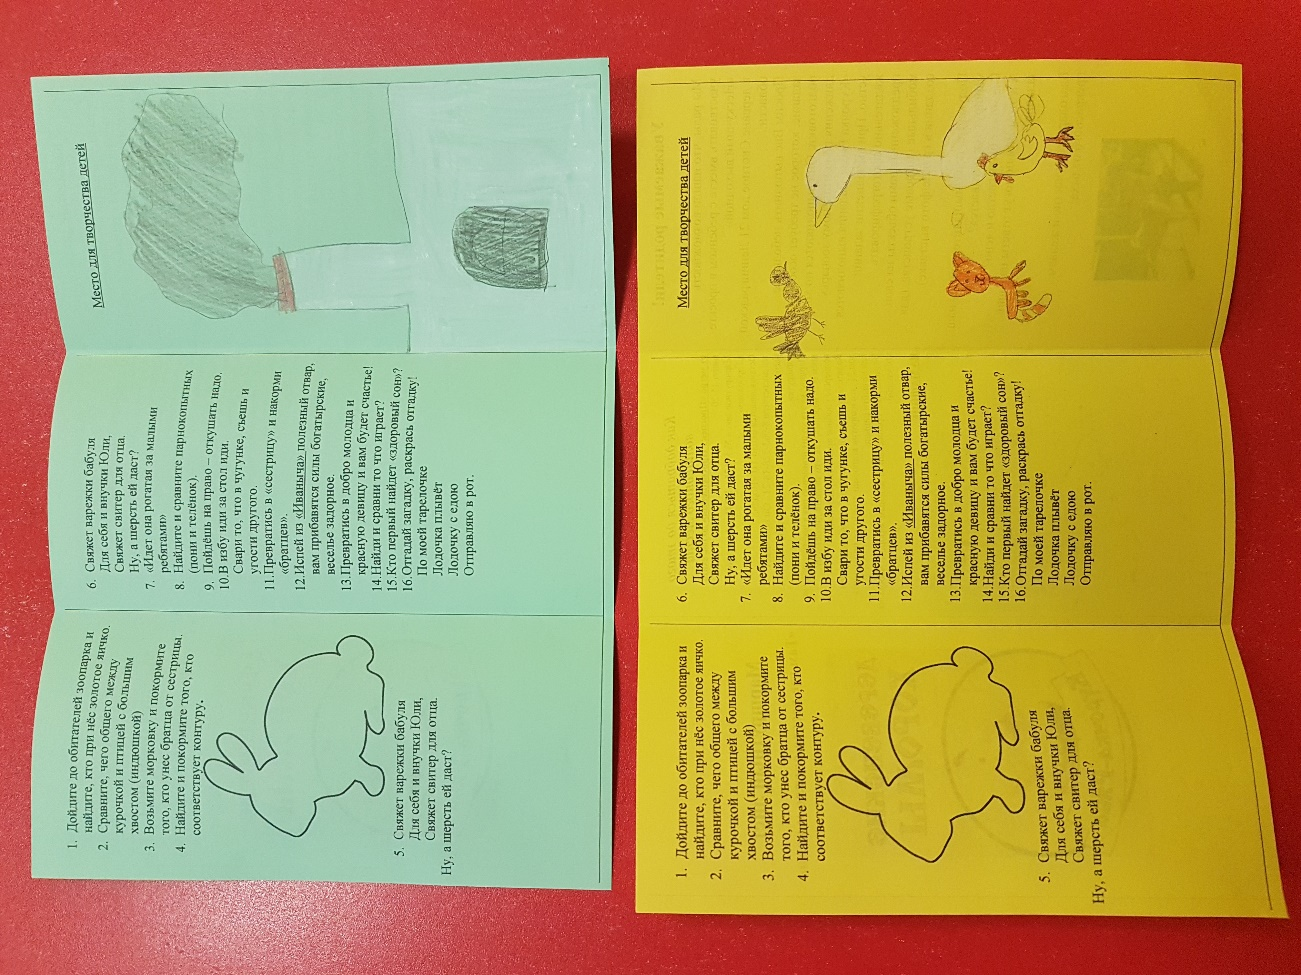 1. Дойдите до обитателей зоопарка и
найдите, кто при нёс золотое яичко.
2. Сравните, чего общего между
курочкой и птицей с большим
хвостом (индюшкой)
3. Возьмите морковку и покормите
того, кто унес братца от сестрицы.
4. Найдите и покормите того, кто
соответствует контуру.
5. Свяжет варежки бабуля
Для себя и внучки Юли,
Свяжет свитер для отца.
Ну, а шерсть ей даст?
6. Свяжет варежки бабуля
Для себя и внучки Юли,
Свяжет свитер для отца.
Ну, а шерсть ей даст?
7. «Идет она рогатая за малыми
ребятами»
8. Найдите и сравните парнокопытных
(пони и телёнок).
9. Пойдёшь на право – откушать надо.
10. В избу иди за стол иди.
Свари то, что в чугунке, съешь и
угости другого.
11. Превратись в «сестрицу» и накорми
«братцев».
12. Испей из «Иваныча» полезный отвар,
вам прибавятся силы богатырские,
веселье задорное.
13. Превратись в добро молодца и
красную девицу и вам будет счастье!
14. Найди и сравни то что играет?
15. Кто первый найдет «здоровый сон»?
16. Отгадай загадку, раскрась отгадку!
По моей тарелочке
Лодочка плывёт
Лодочку с едою
Отправляю в рот.
Место для творчества детей
1. Дойдите до обитателей зоопарка и
найдите, кто при нёс золотое яичко.
2. Сравните, чего общего между
курочкой и птицей с большим
хвостом (индюшкой)
3. Возьмите морковку и покормите
того, кто унес братца от сестрицы.
4. Найдите и покормите того, кто
соответствует контуру.
5. Свяжет варежки бабуля
Для себя и внучки Юли,
Свяжет свитер для отца.
Ну, а шерсть ей даст?
6. Свяжет варежки бабуля
Для себя и внучки Юли,
Свяжет свитер для отца.
Ну, а шерсть ей даст?
7. «Идет она рогатая за малыми
ребятами»
8. Найдите и сравните парнокопытных
(пони и телёнок).
9. Пойдёшь на право – откушать надо.
10. В избу иди за стол иди.
Свари то, что в чугунке, съешь и
угости другого.
11. Превратись в «сестрицу» и накорми
«братцев».
12. Испей из «Иваныча» полезный отвар,
вам прибавятся силы богатырские,
веселье задорное.
13. Превратись в добро молодца и
красную девицу и вам будет счастье!
14. Найди и сравни то что играет?
15. Кто первый найдет «здоровый сон»?
16. Отгадай загадку, раскрась отгадку!
По моей тарелочке
Лодочка плывёт
Лодочку с едою
Отправляю в рот.
Место для творчества детей